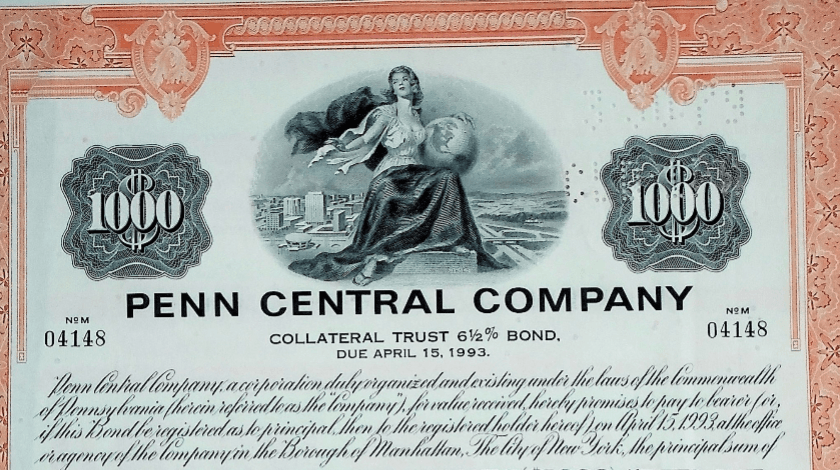 $1000 $1000
PENN CENTRAL COMPANY
NoM 04148 NoM 04148
COLLATERAL TRUST 6½% BOND,
DUE APRIL 15, 1993.
Penn Central Company, a corporation duly organized and existing under the laws of the Commonwealth
of Pennsylvania (herein referred to as the "Company"), for value received, hereby promises to pay to bearer (or,
if this Bond be registered as to principal, then to the registered holder hereof) on April 15, 1993, at the office
or agency of the Company in the Borough of Manhattan, The City of New York, the principal sum of